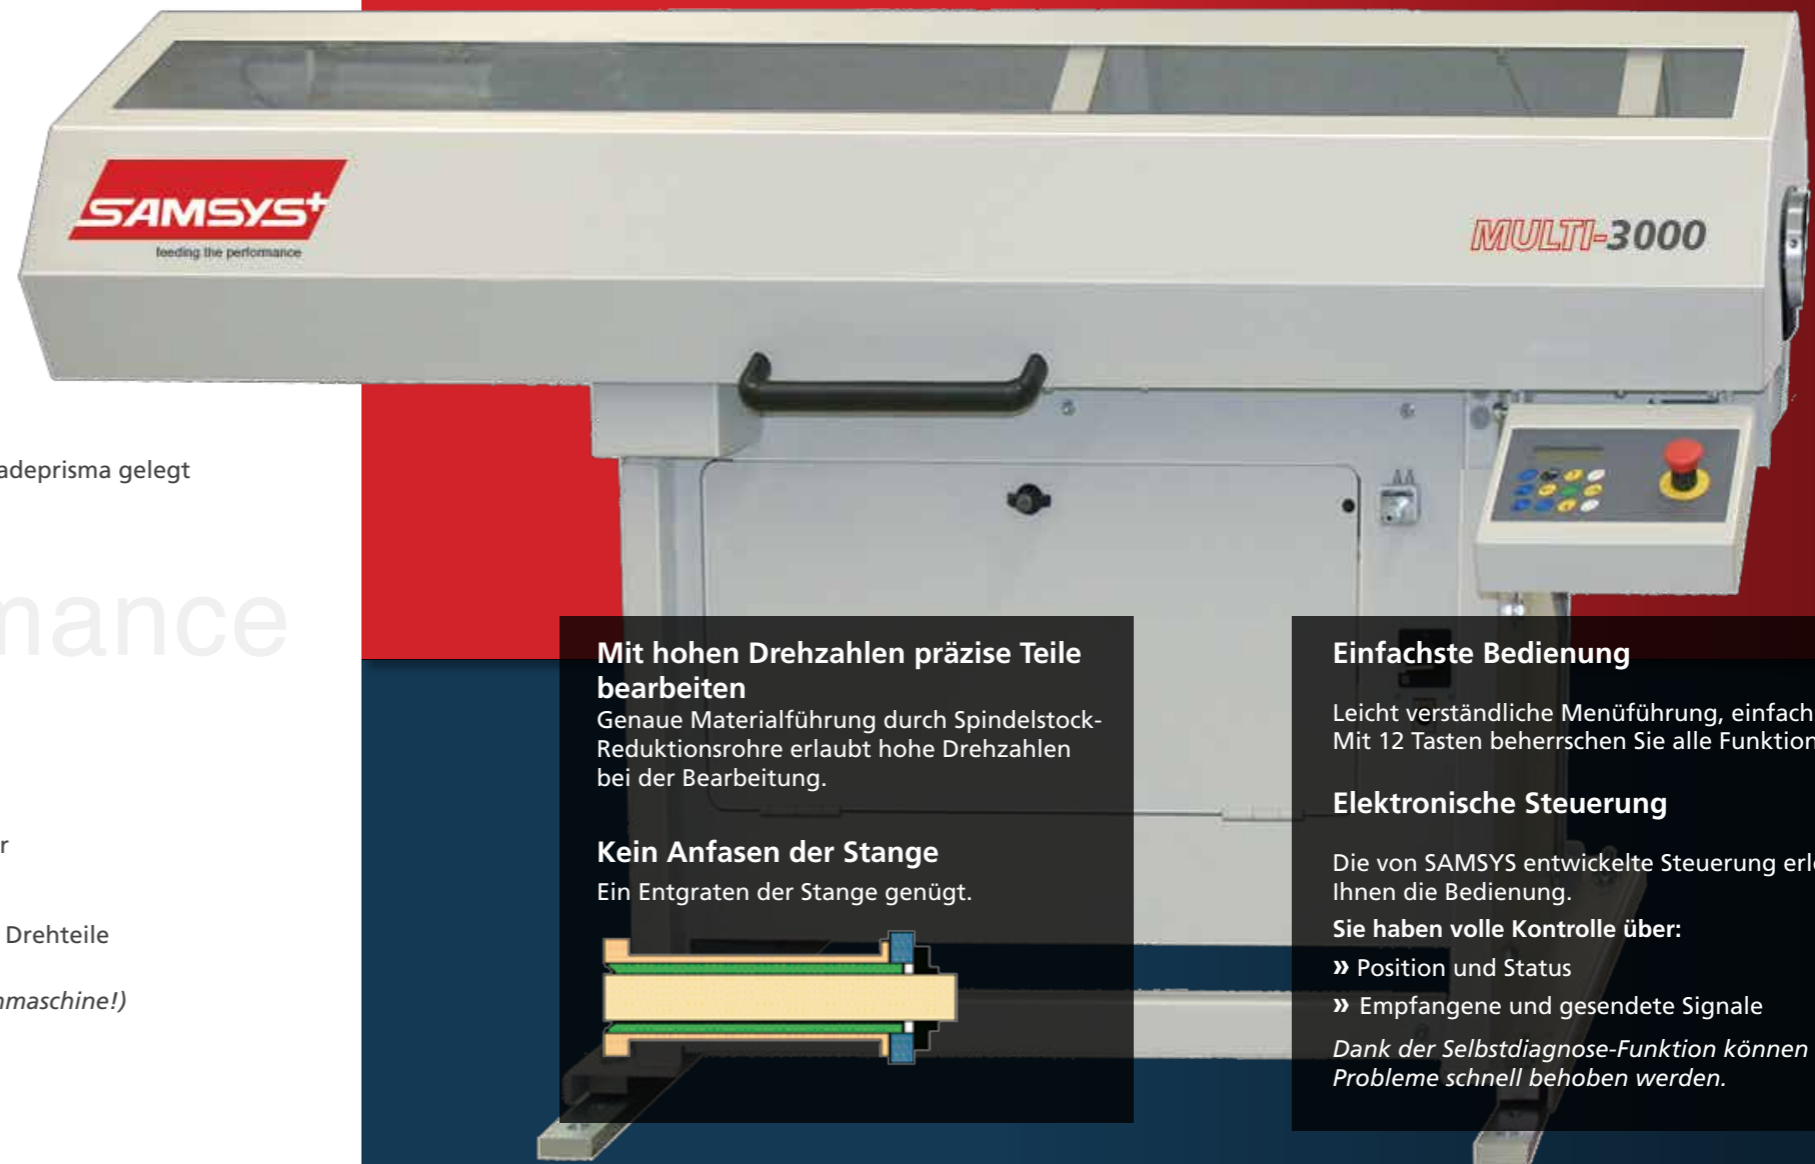 SAMSYS+
feeding the performance
MULTI-3000
adeprisma gelegt
mance
r
Drehteile
nmaschine!)
Mit hohen Drehzahlen präzise Teile
bearbeiten
Genaue Materialführung durch Spindelstock-
Reduktionsrohre erlaubt hohe Drehzahlen
bei der Bearbeitung.
Kein Anfasen der Stange
Ein Entgraten der Stange genügt.
Einfachste Bedienung
Leicht verständliche Menüführung, einfach
Mit 12 Tasten beherrschen Sie alle Funktion
Elektronische Steuerung
Die von SAMSYS entwickelte Steuerung erle
Ihnen die Bedienung.
Sie haben volle Kontrolle über:
» Position und Status
» Empfangene und gesendete Signale
Dank der Selbstdiagnose-Funktion können
Probleme schnell behoben werden.